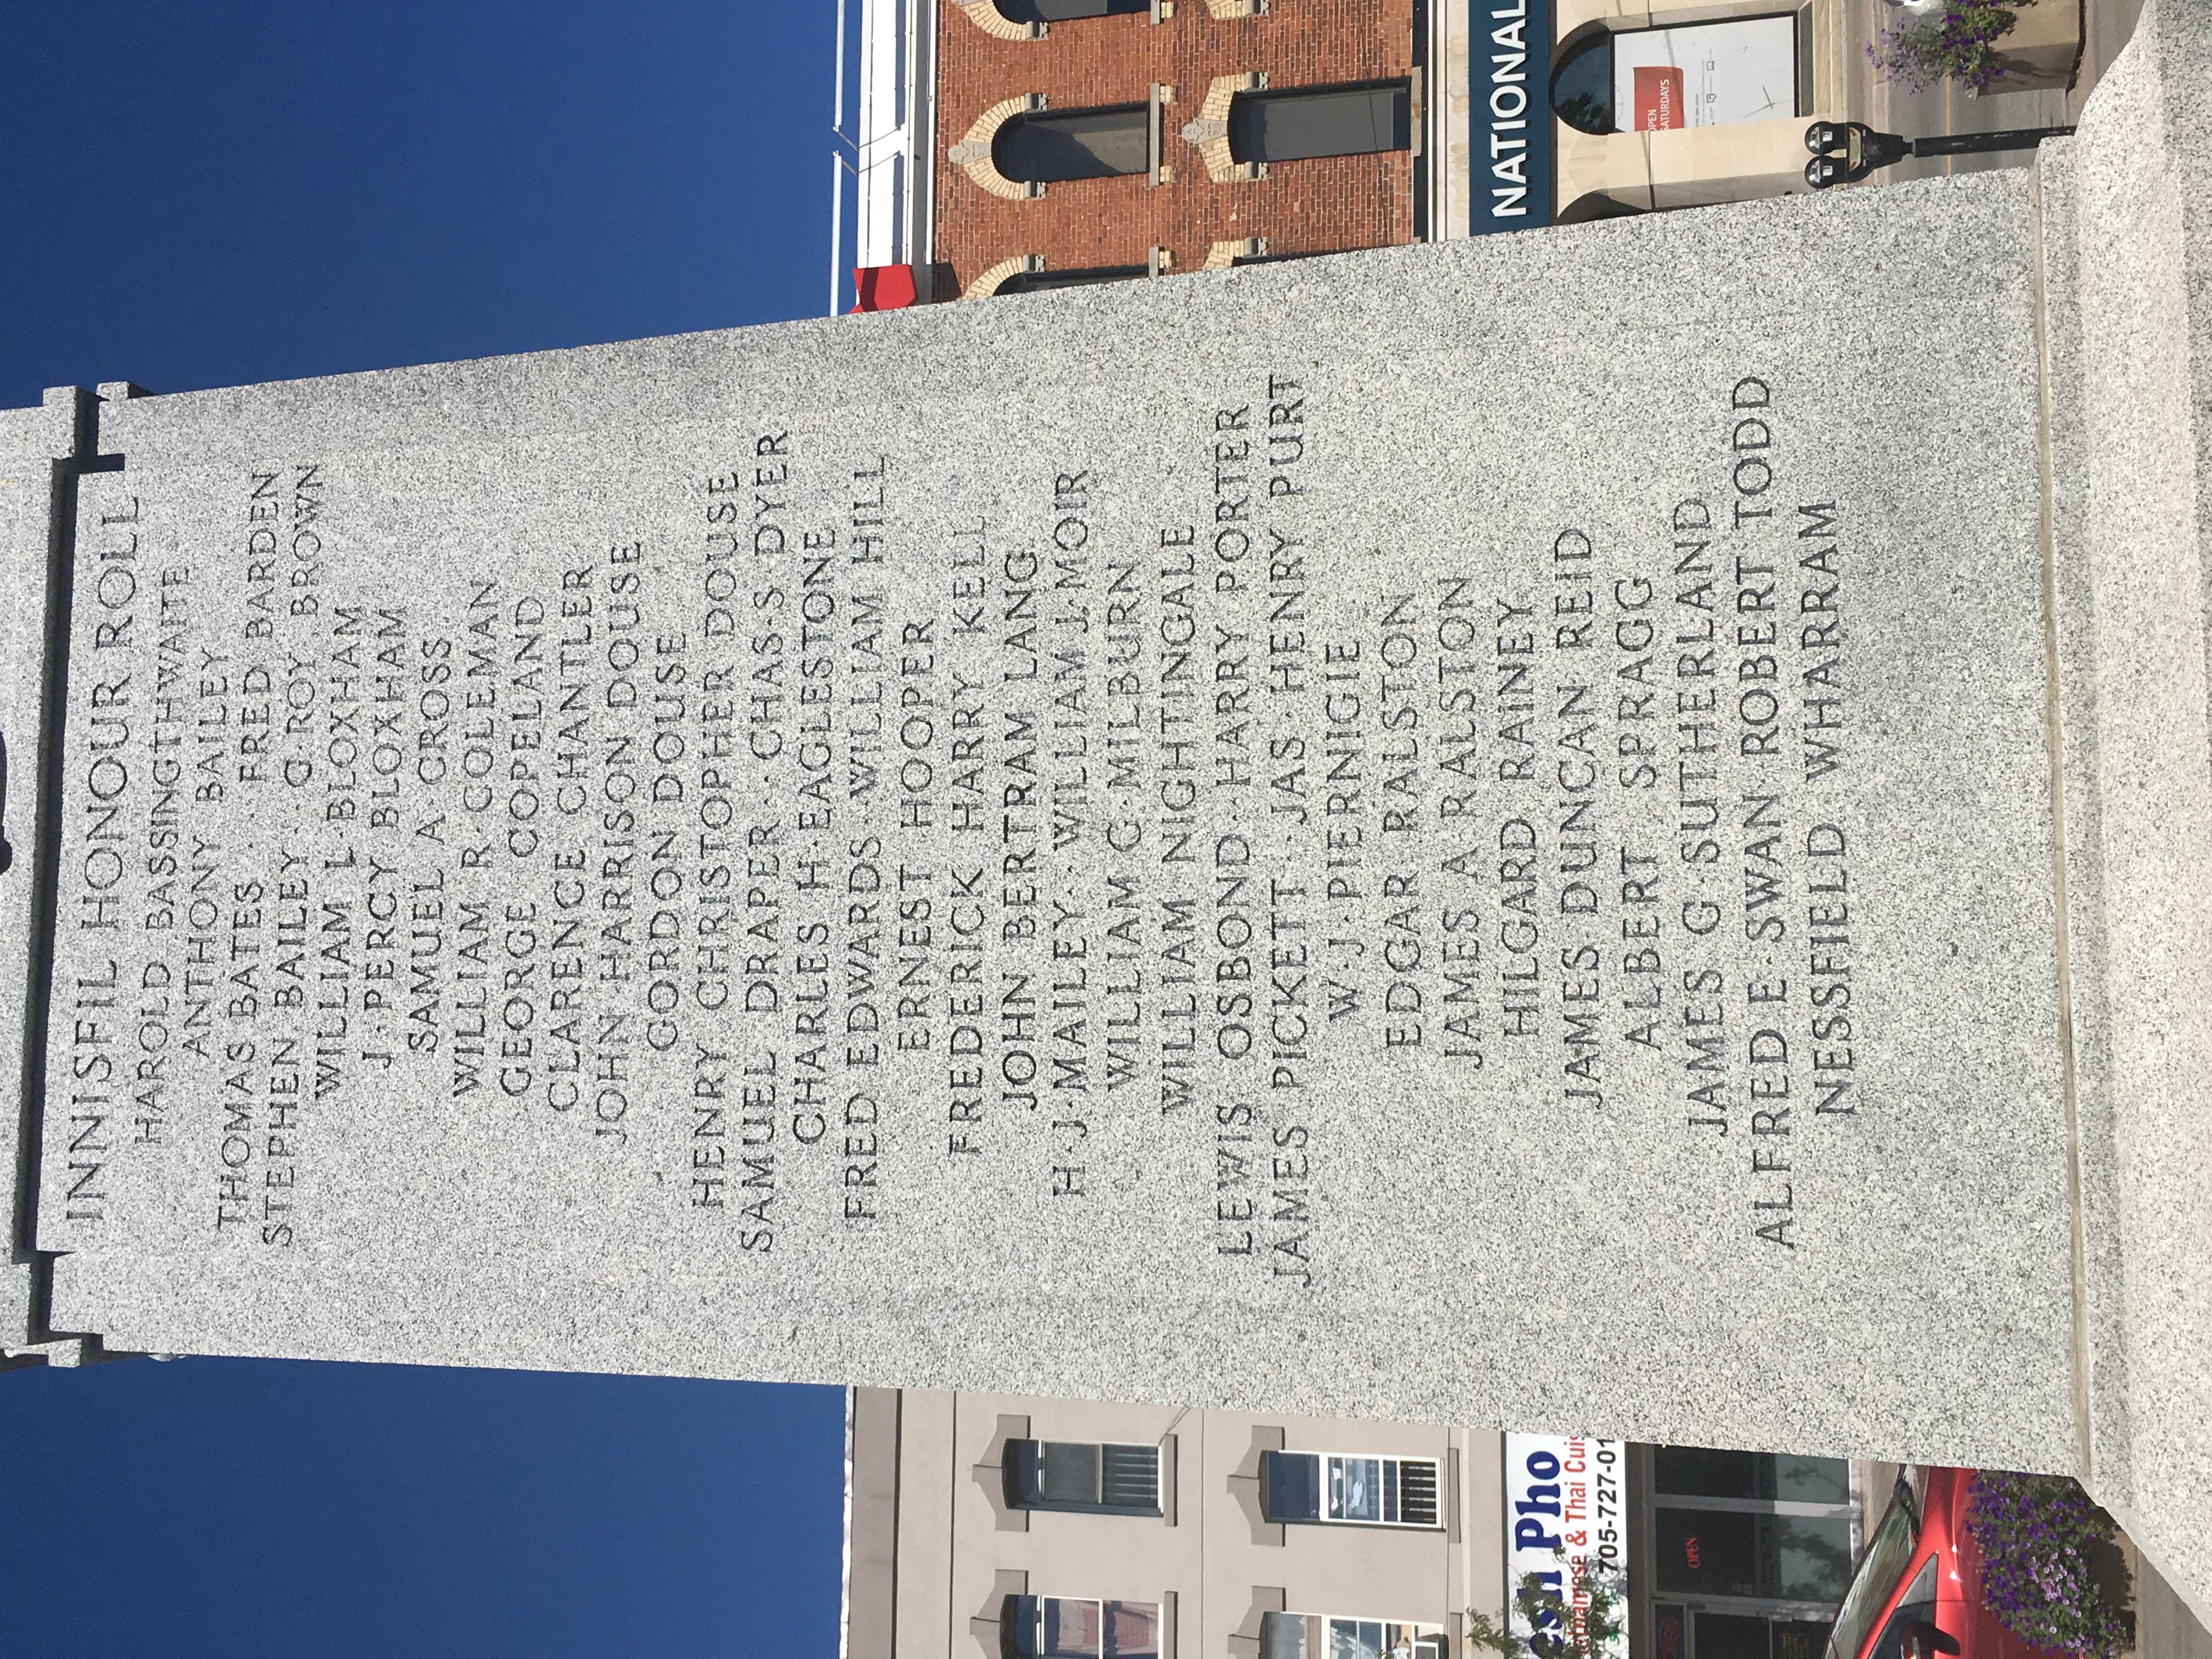 INNISFIL HONOUR ROLL
HAROLD BASSINGTHWAITE
ANTHONY BAILEY
THOMAS BATES · · FRED BARDEN
STEPHEN BAILEY · · G · ROY BROWN
WILLIAM L · BLOXHAM
J · PERCY BLOXHAM
SAMUEL A · CROSS
WILLIAM R · COLEMAN
GEORGE COPELAND
CLARENCE CHANTLER
JOHN HARRISON DOUSE
GORDON DOUSE
HENRY CHRISTOPHER DOUSE
SAMUEL DRAPER · · CHAS · S · DYER
CHARLES H · EAGLESTONE
FRED EDWARDS · · WILLIAM HILL
ERNEST HOOPER
FREDERICK HARRY KELL
JOHN BERTRAM LANG
H · J · MAILEY · · WILLIAM J · MOIR
WILLIAM G · MILBURN
WILLIAM NIGHTINGALE
LEWIS OSBOND · · HARRY PORTER
JAMES PICKETT · · JAS · HENRY PURT
W · J · PIERNIGIE
EDGAR RALSTON
JAMES A · RALSTON
HILGARD RAINEY
JAMES DUNCAN REID
ALBERT SPRAGG
JAMES G · SUTHERLAND
ALFRED E · SWAN · ROBERT TODD
NESSFIELD WHARRAM
NATIONAL
OPEN
SATURDAYS
Pho
& Thai
705-727-01
OPEN